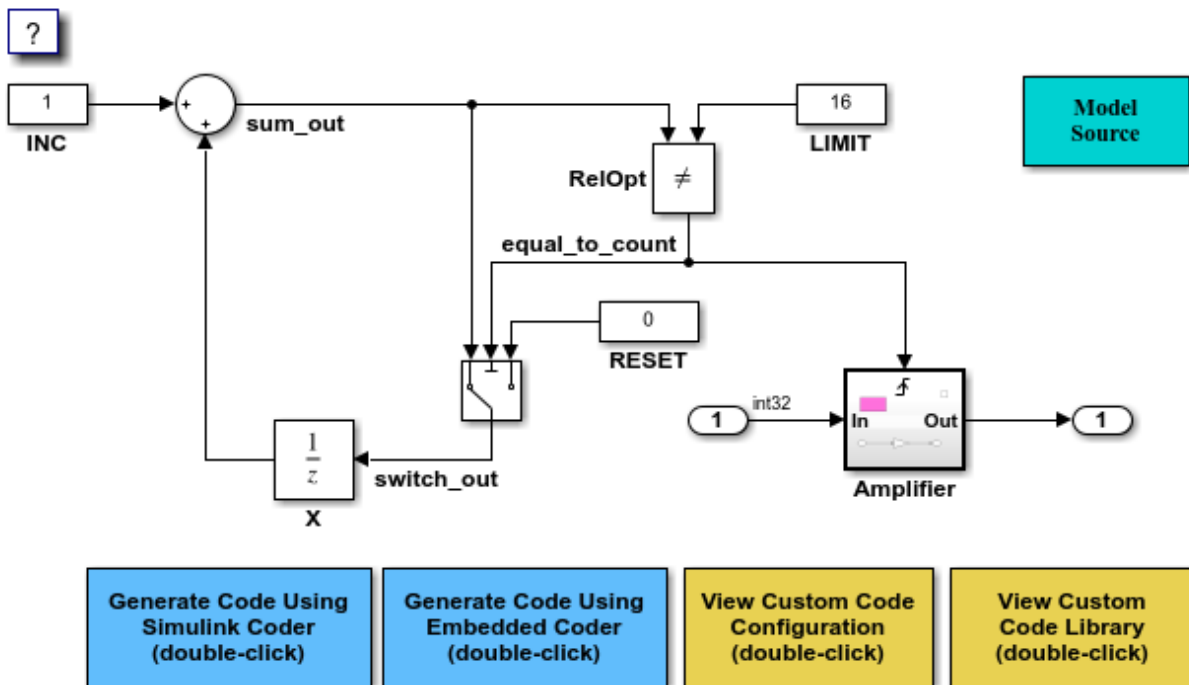 ?
1
INC
+
+
sum_out
16
LIMIT
Model
Source
RelOpt
≠
equal_to_count
0
RESET
1
z
X
switch_out
1
int32
In
Out
1
Amplifier
Generate Code Using
Simulink Coder
(double-click)
Generate Code Using
Embedded Coder
(double-click)
View Custom Code
Configuration
(double-click)
View Custom
Code Library
(double-click)